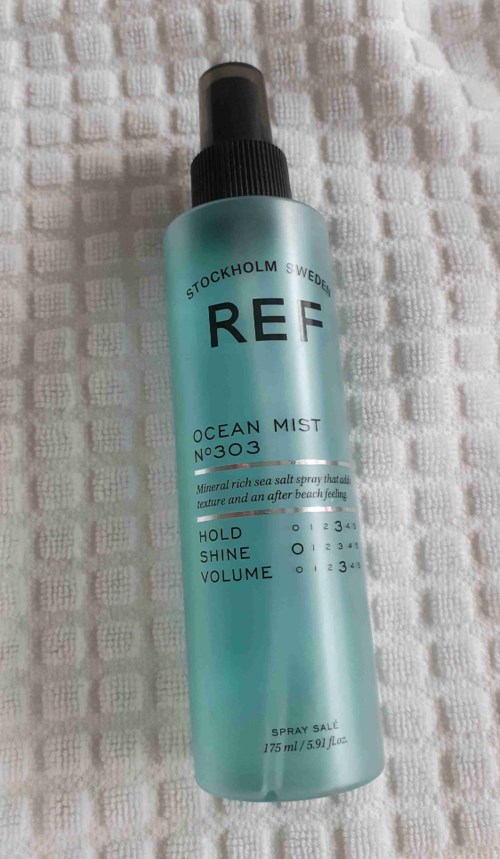 STOCKHOLM SWEDEN
REF
OCEAN MIST
Nº303
Mineral rich sea salt spray that adds
texture and an after beach feeling.
HOLD 0 1 2 3 4 5
SHINE 0 1 2 3 4 5
VOLUME 0 1 2 3 4 5
SPRAY SALÉ
175 ml / 5.91 fl.oz.